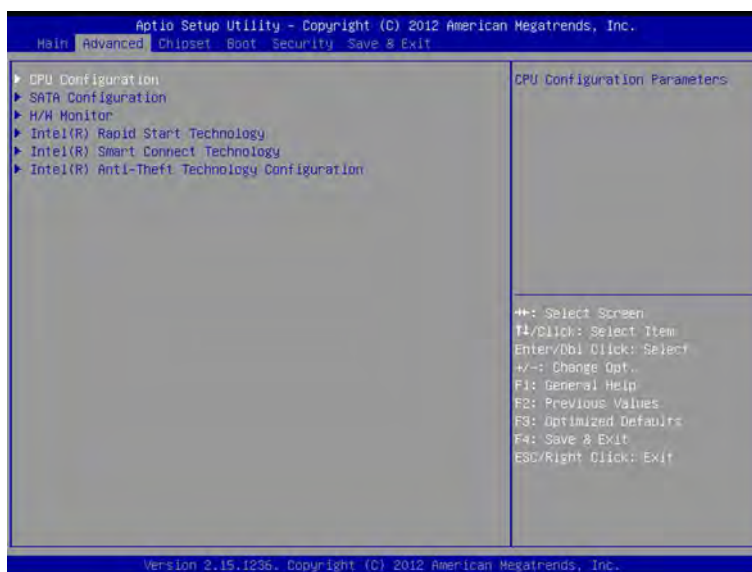 Aptio Setup Utility - Copyright (C) 2012 American Megatrends, Inc.
Main Advanced Chipset Boot Security Save & Exit
▶ CPU Configuration
▶ SATA Configuration
▶ H/W Monitor
▶ Intel(R) Rapid Start Technology
▶ Intel(R) Smart Connect Technology
▶ Intel(R) Anti-Theft Technology Configuration
CPU Configuration Parameters
→←: Select Screen
↑↓/Click: Select Item
Enter/Dbl Click: Select
+/-: Change Opt.
F1: General Help
F2: Previous Values
F3: Optimized Defaults
F4: Save & Exit
ESC/Right Click: Exit
Version 2.15.1236. Copyright (C) 2012 American Megatrends, Inc.